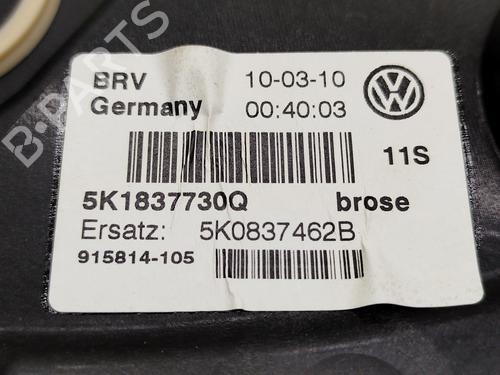 BRV 10-03-10
Germany 00:40:03
11S
5K1837730Q brose
Ersatz: 5K0837462B
915814-105
B-PARTS